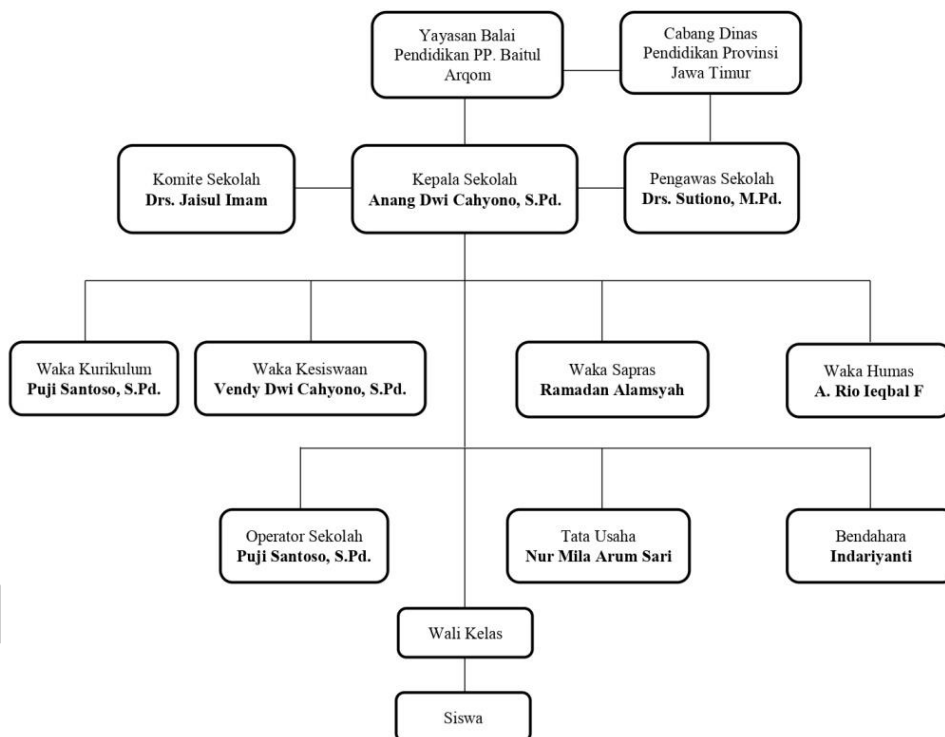 Yayasan Balai
Pendidikan PP. Baitul
Arqom
Cabang Dinas
Pendidikan Provinsi
Jawa Timur
Komite Sekolah
Drs. Jaisul Imam
Kepala Sekolah
Anang Dwi Cahyono, S.Pd.
Pengawas Sekolah
Drs. Sutiono, M.Pd.
Waka Kurikulum
Puji Santoso, S.Pd.
Waka Kesiswaan
Vendy Dwi Cahyono, S.Pd.
Waka Sapras
Ramadan Alamsyah
Waka Humas
A. Rio Ieqbal F
Operator Sekolah
Puji Santoso, S.Pd.
Tata Usaha
Nur Mila Arum Sari
Bendahara
Indariyanti
Wali Kelas
Siswa